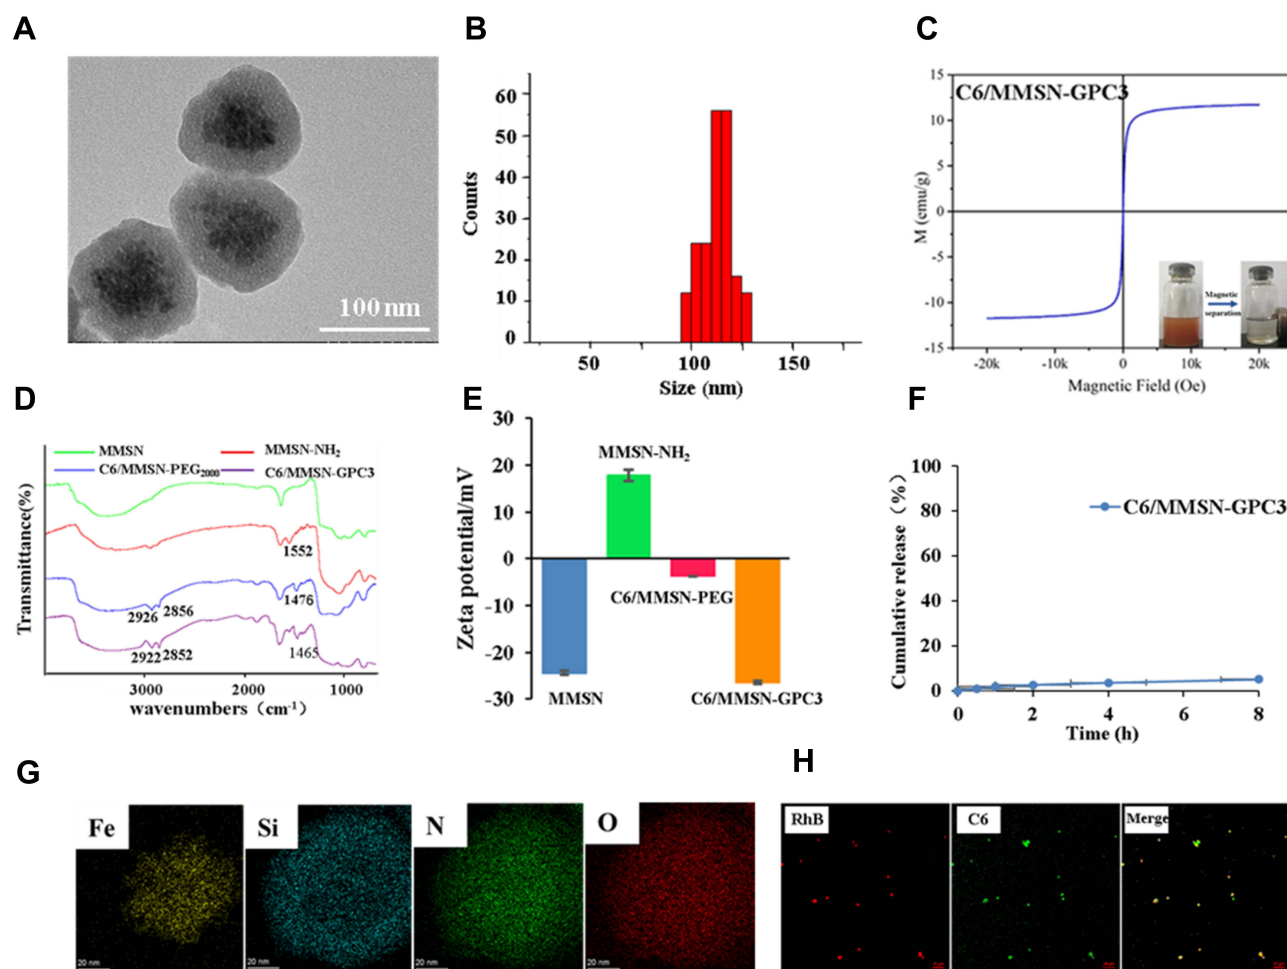 A
100 nm
B
Counts
60
50
40
30
20
10
0
50
100
150
Size (nm)
C
C6/MMSN-GPC3
M (emu/g)
15
10
5
0
-5
-10
-15
-20k
-10k
0
10k
20k
Magnetic Field (Oe)
Magnetic
separation
D
MMSN
MMSN-NH₂
C6/MMSN-PEG₂₀₀₀
C6/MMSN-GPC3
Transmittance(%)
1552
1476
2926
2856
2922
2852
1465
3000
2000
1000
wavenumbers (cm⁻¹)
E
Zeta potential/mV
30
20
10
0
-10
-20
-30
MMSN-NH₂
C6/MMSN-PEG
MMSN
C6/MMSN-GPC3
F
Cumulative release (%)
100
80
60
40
20
0
C6/MMSN-GPC3
0
2
4
6
8
Time (h)
G
Fe
Si
N
O
20 nm
20 nm
20 nm
20 nm
H
RhB
C6
Merge